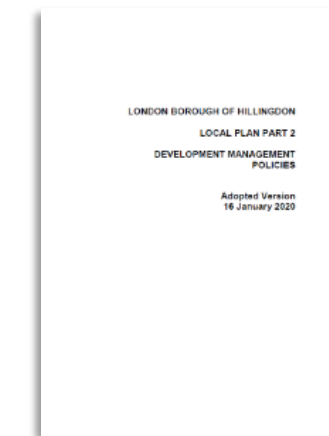 LONDON BOROUGH OF HILLINGDON
LOCAL PLAN PART 2
DEVELOPMENT MANAGEMENT
POLICIES
Adopted Version
16 January 2020